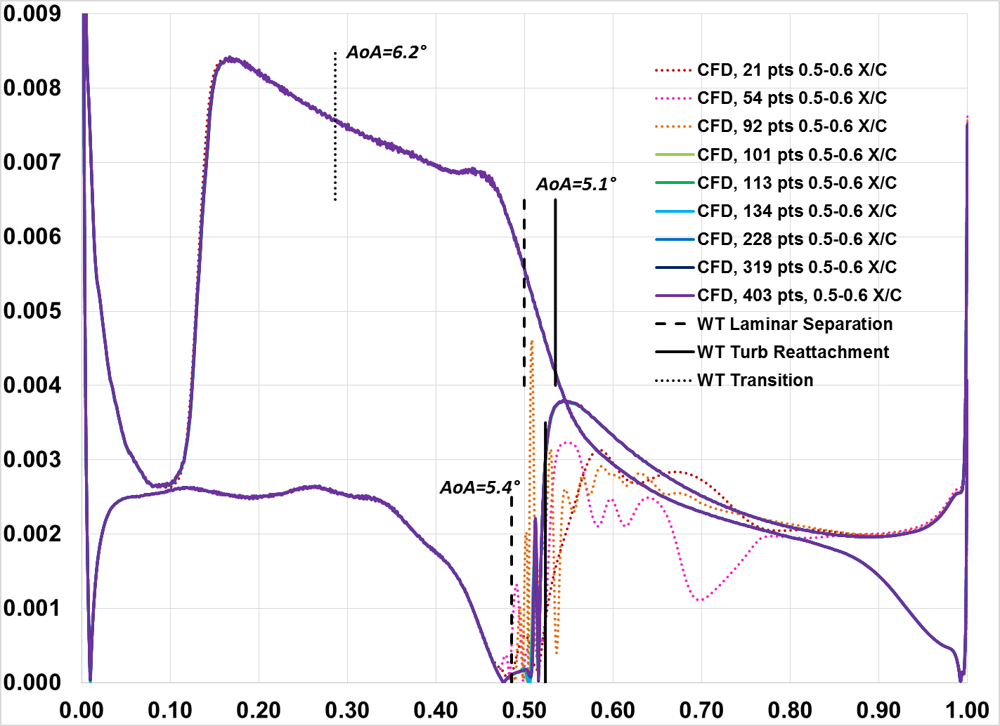 0.009
0.008
0.007
0.006
0.005
0.004
0.003
0.002
0.001
0.000
AoA=6.2°
AoA=5.1°
AoA=5.4°
CFD, 21 pts 0.5-0.6 X/C
CFD, 54 pts 0.5-0.6 X/C
CFD, 92 pts 0.5-0.6 X/C
CFD, 101 pts 0.5-0.6 X/C
CFD, 113 pts 0.5-0.6 X/C
CFD, 134 pts 0.5-0.6 X/C
CFD, 228 pts 0.5-0.6 X/C
CFD, 319 pts 0.5-0.6 X/C
CFD, 403 pts, 0.5-0.6 X/C
WT Laminar Separation
WT Turb Reattachment
WT Transition
0.00 0.10 0.20 0.30 0.40 0.50 0.60 0.70 0.80 0.90 1.00